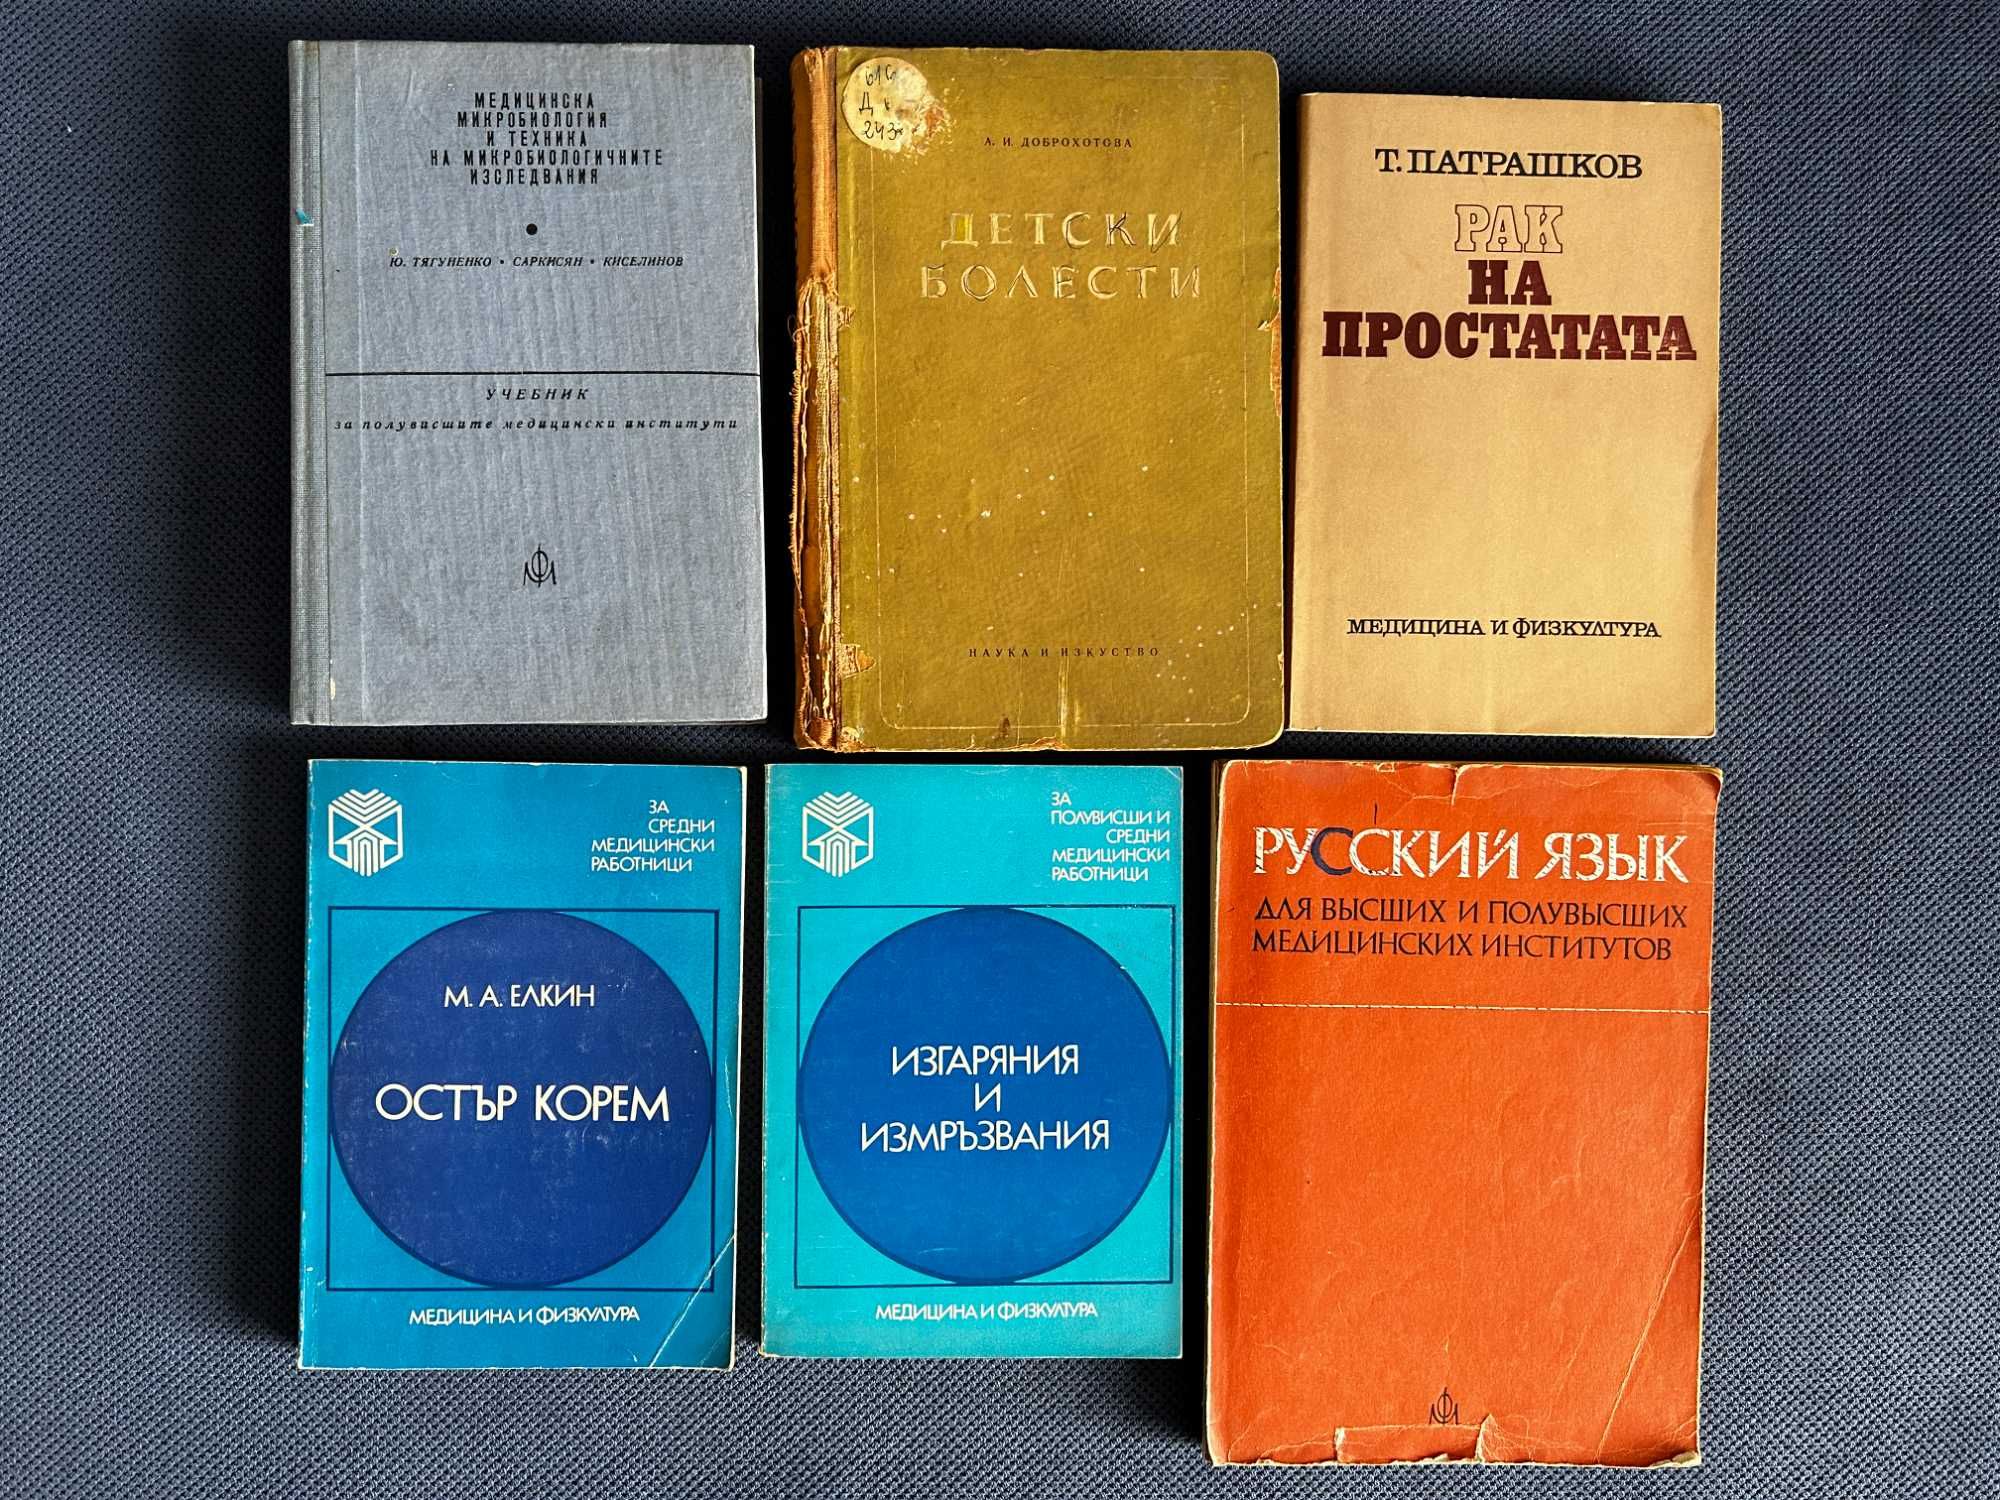 МЕДИЦИНСКА
МИКРОБИОЛОГИЯ
И ТЕХНИКА
НА МИКРОБИОЛОГИЧНИТЕ
ИЗСЛЕДВАНИЯ
Ю. ТЯГУНЕНКО • САРКИСЯН • КИСЕЛИНОВ
УЧЕБНИК
за полувисшите медицински институти
61
Д
243
А. И. ДОБРОХОТОВА
ДЕТСКИ
БОЛЕСТИ
НАУКА И ИЗКУСТВО
Т. ПАТРАШКОВ
РАК
НА
ПРОСТАТАТА
МЕДИЦИНА И ФИЗКУЛТУРА
ЗА
СРЕДНИ
МЕДИЦИНСКИ
РАБОТНИЦИ
М. А. ЕЛКИН
ОСТЪР КОРЕМ
МЕДИЦИНА И ФИЗКУЛТУРА
ЗА
ПОЛУВИСШИ И
СРЕДНИ
МЕДИЦИНСКИ
РАБОТНИЦИ
ИЗГАРЯНИЯ
И
ИЗМРЪЗВАНИЯ
МЕДИЦИНА И ФИЗКУЛТУРА
РУССКИЙ ЯЗЫК
ДЛЯ ВЫСШИХ И ПОЛУВЫСШИХ
МЕДИЦИНСКИХ ИНСТИТУТОВ